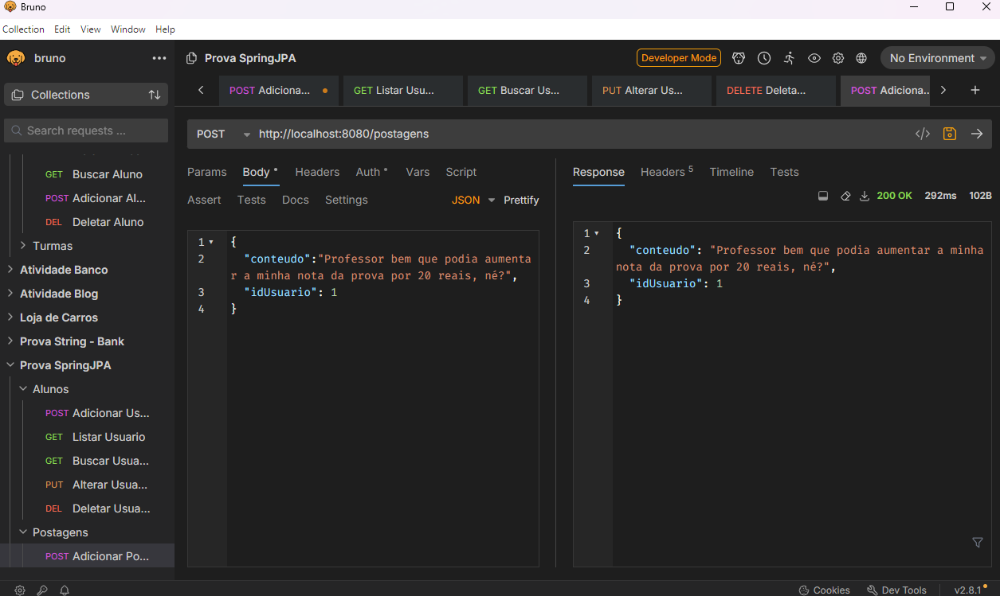 Bruno
Collection Edit View Window Help
bruno
Prova SpringJPA
Developer Mode
No Environment
Collections
POST Adiciona...
GET Listar Usu...
GET Buscar Us...
PUT Alterar Us...
DELETE Deleta...
POST Adiciona..
Search requests ...
GET Buscar Aluno
POST Adicionar Al...
DEL Deletar Aluno
Turmas
Atividade Banco
Atividade Blog
Loja de Carros
Prova String - Bank
Prova SpringJPA
Alunos
POST Adicionar Us...
GET Listar Usuario
GET Buscar Usua...
PUT Alterar Usua...
DEL Deletar Usua...
Postagens
POST Adicionar Po...
POST http://localhost:8080/postagens
Params Body Headers Auth Vars Script
Assert Tests Docs Settings JSON Prettify
1 {
2 "conteudo":"Professor bem que podia aumenta
r a minha nota da prova por 20 reais, né?",
3 "idUsuario": 1
4 }
Response Headers 5 Timeline Tests
200 OK 292ms 102B
1 {
2 "conteudo": "Professor bem que podia aumentar a minha
nota da prova por 20 reais, né?",
3 "idUsuario": 1
4 }
Cookies Dev Tools v2.8.1